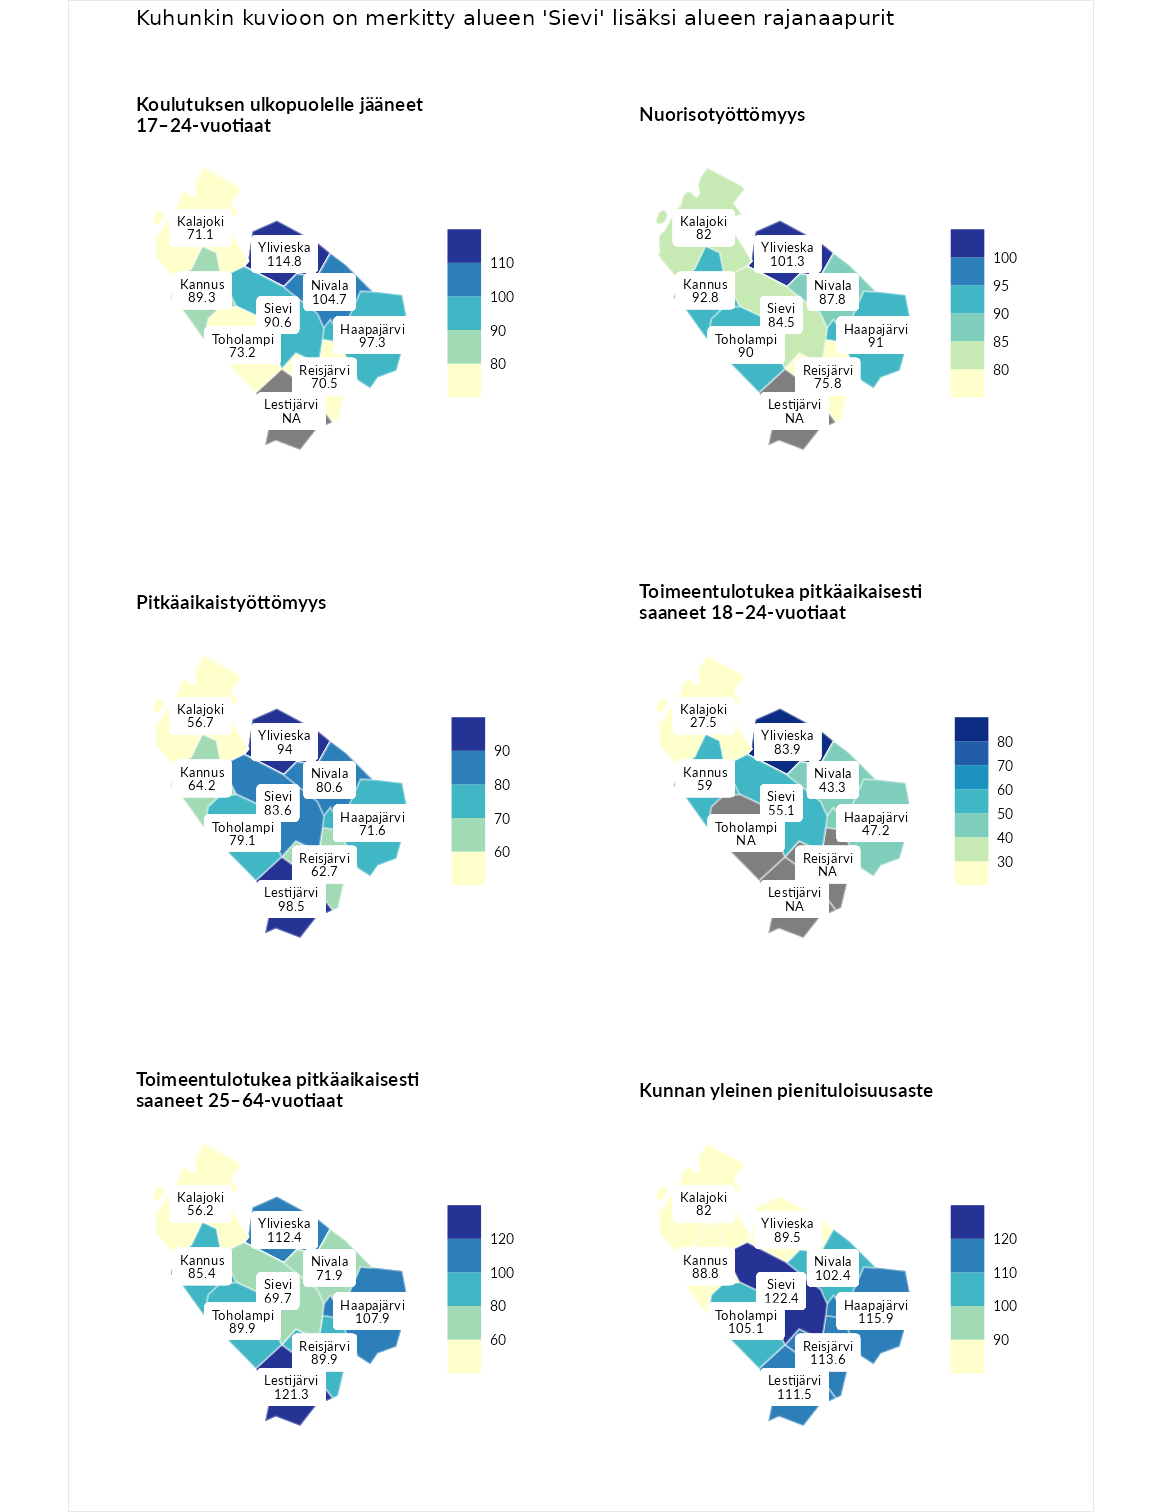 Kuhunkin kuvioon on merkitty alueen 'Sievi' lisäksi alueen rajanaapurit
Koulutuksen ulkopuolelle jääneet
17–24-vuotiaat
Kalajoki
71.1
Ylivieska
114.8
Kannus
89.3
Nivala
104.7
Sievi
90.6
Haapajärvi
97.3
Toholampi
73.2
Reisjärvi
70.5
Lestijärvi
NA
110
100
90
80
Nuorisotyöttömyys
Kalajoki
82
Ylivieska
101.3
Kannus
92.8
Nivala
87.8
Sievi
84.5
Haapajärvi
91
Toholampi
90
Reisjärvi
75.8
Lestijärvi
NA
100
95
90
85
80
Pitkäaikaistyöttömyys
Kalajoki
56.7
Ylivieska
94
Kannus
64.2
Nivala
80.6
Sievi
83.6
Haapajärvi
71.6
Toholampi
79.1
Reisjärvi
62.7
Lestijärvi
98.5
90
80
70
60
Toimeentulotukea pitkäaikaisesti
saaneet 18–24-vuotiaat
Kalajoki
27.5
Ylivieska
83.9
Kannus
59
Nivala
43.3
Sievi
55.1
Haapajärvi
47.2
Toholampi
NA
Reisjärvi
NA
Lestijärvi
NA
80
70
60
50
40
30
Toimeentulotukea pitkäaikaisesti
saaneet 25–64-vuotiaat
Kalajoki
56.2
Ylivieska
112.4
Kannus
85.4
Nivala
71.9
Sievi
69.7
Haapajärvi
107.9
Toholampi
89.9
Reisjärvi
89.9
Lestijärvi
121.3
120
100
80
60
Kunnan yleinen pienituloisuusaste
Kalajoki
82
Ylivieska
89.5
Kannus
88.8
Nivala
102.4
Sievi
122.4
Haapajärvi
115.9
Toholampi
105.1
Reisjärvi
113.6
Lestijärvi
111.5
120
110
100
90